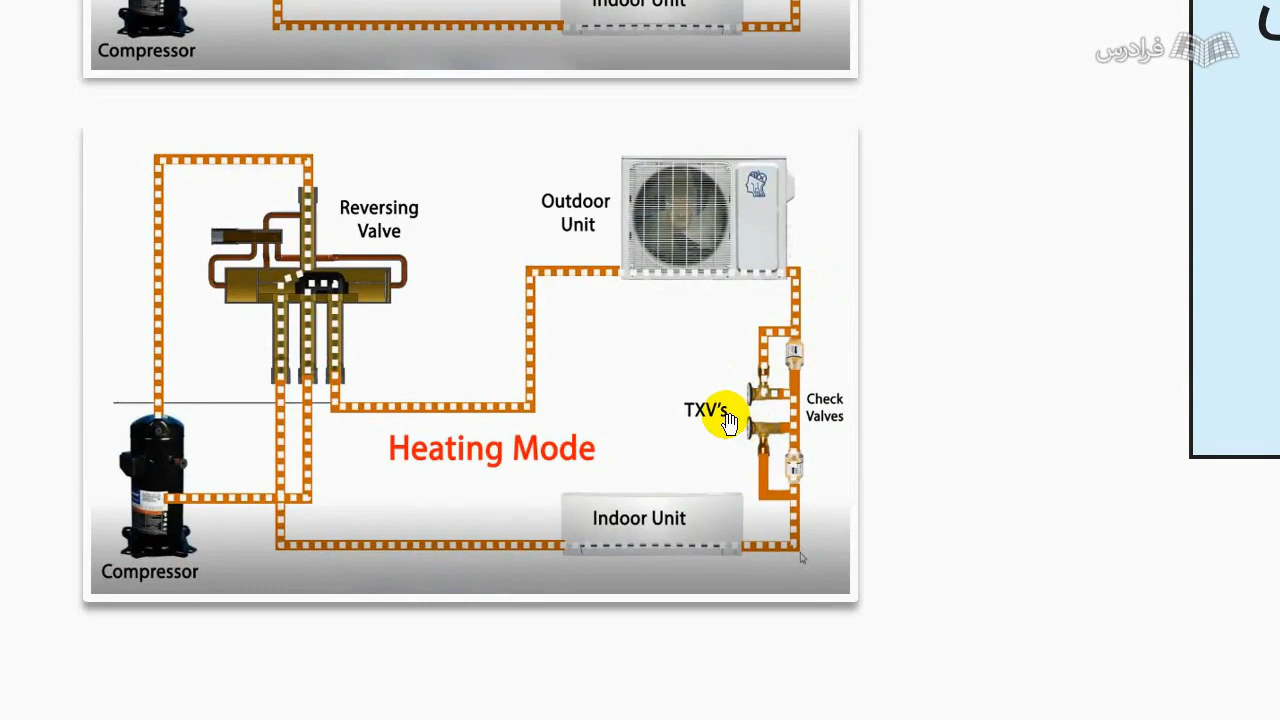 Indoor Unit
Compressor
فرادرس
Reversing
Valve
Outdoor
Unit
TXV's
Check
Valves
Heating Mode
Indoor Unit
Compressor